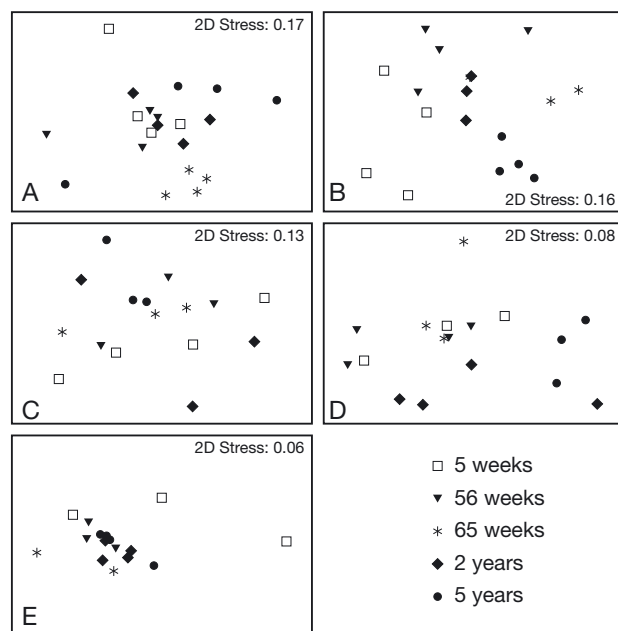 2D Stress: 0.17
A
B
2D Stress: 0.16
2D Stress: 0.13
C
2D Stress: 0.08
D
2D Stress: 0.06
E
5 weeks
56 weeks
65 weeks
2 years
5 years